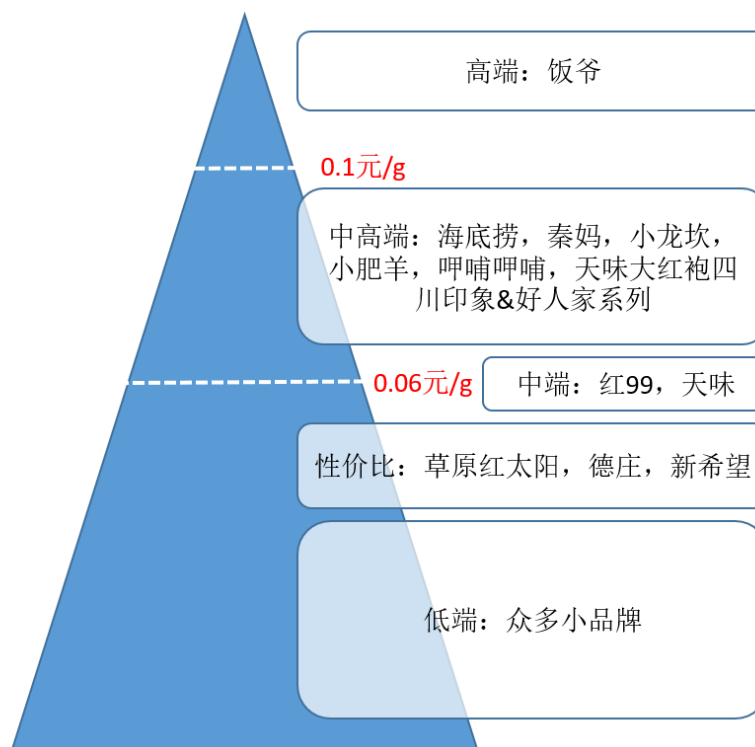 高端：饭爷
0.1元/g
中高端：海底捞，秦妈，小龙坎，
小肥羊，呷哺呷哺，天味大红袍四
川印象&好人家系列
0.06元/g
中端：红99，天味
性价比：草原红太阳，德庄，新希望
低端：众多小品牌